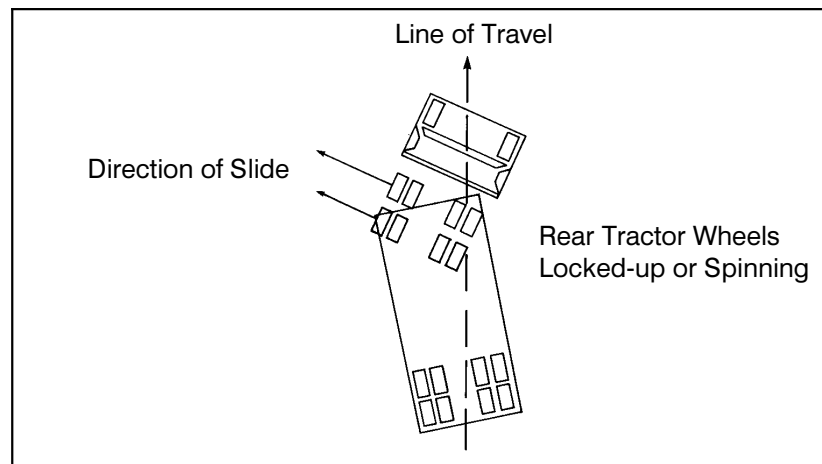 Line of Travel
Direction of Slide
Rear Tractor Wheels
Locked-up or Spinning